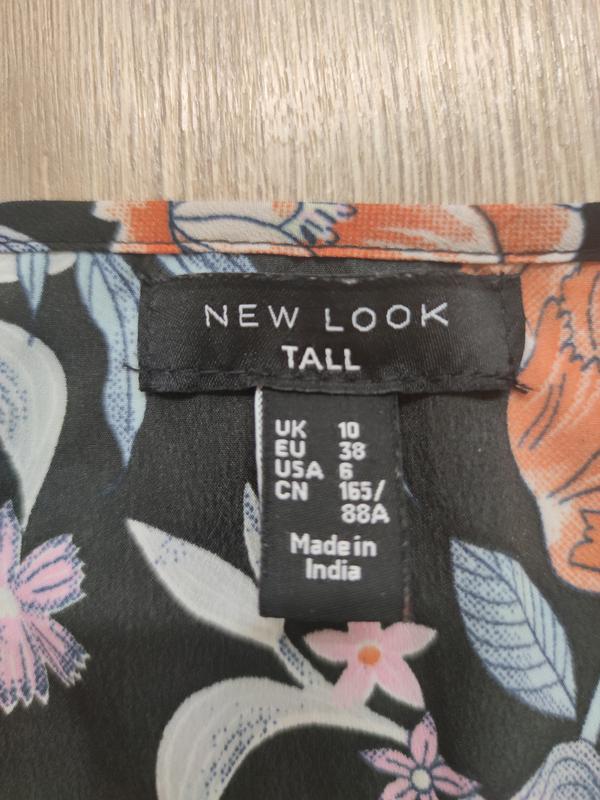 NEW LOOK
TALL
UK 10
EU 38
USA 6
CN 165/
88A
Made in
India